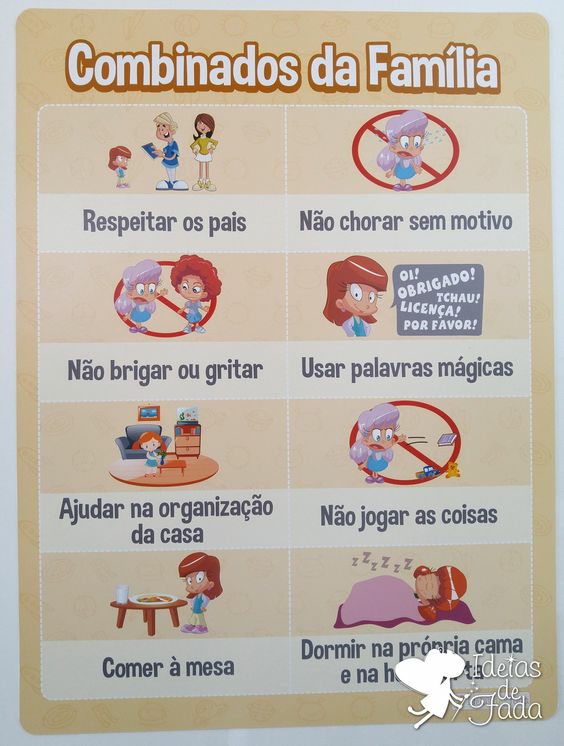 Combinados da Família
Respeitar os pais
Não chorar sem motivo
Não brigar ou gritar
OI!
OBRIGADO!
TCHAU!
LICENÇA!
POR FAVOR!
Usar palavras mágicas
Ajudar na organização
da casa
Não jogar as coisas
Comer à mesa
Z Z Z Z Z Z
Dormir na própria cama
e na
Ideias
de
Fada